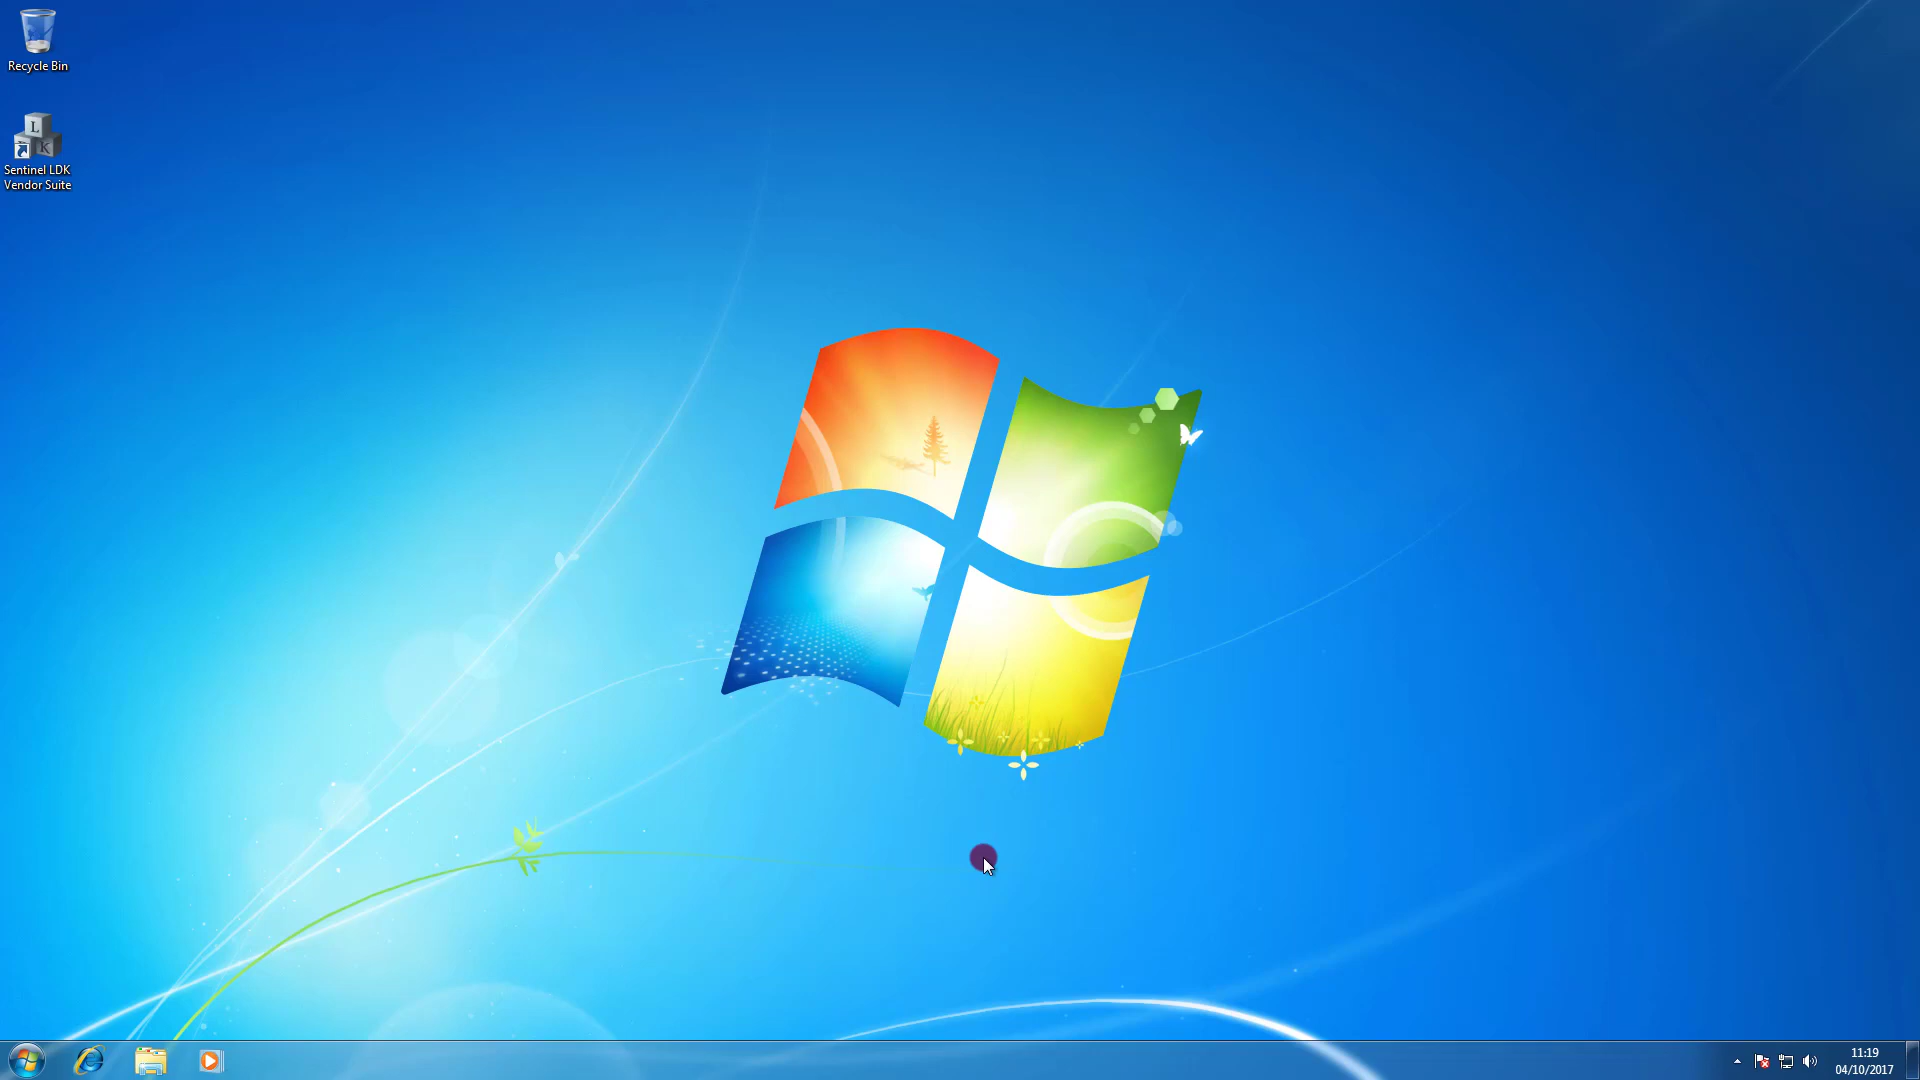 Recycle Bin
L
K
Sentinel LDK
Vendor Suite
11:19
04/10/2017